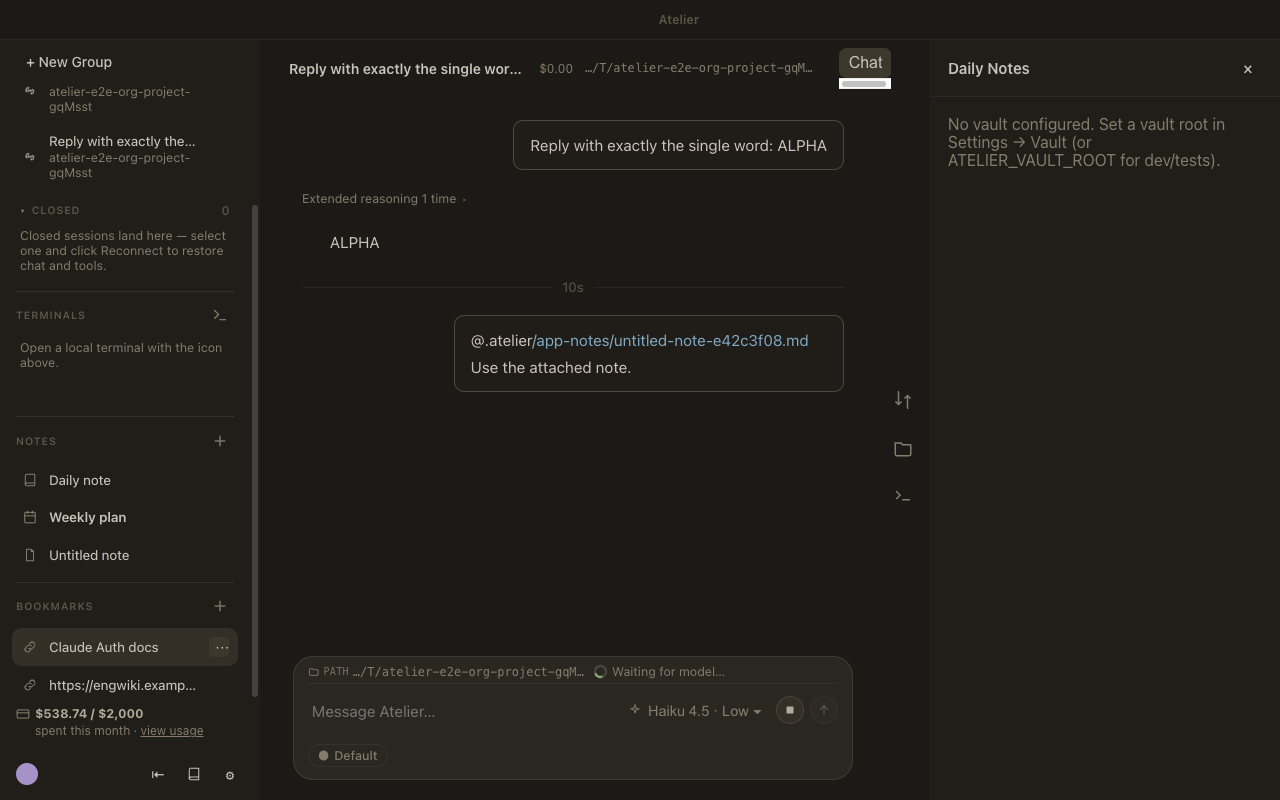 Atelier
+ New Group
atelier-e2e-org-project-
gqMsst
Reply with exactly the...
atelier-e2e-org-project-
gqMsst
CLOSED 0
Closed sessions land here — select
one and click Reconnect to restore
chat and tools.
TERMINALS
Open a local terminal with the icon
above.
NOTES
Daily note
Weekly plan
Untitled note
BOOKMARKS
Claude Auth docs
https://engwiki.examp...
$538.74 / $2,000
spent this month · view usage
Reply with exactly the single wor... $0.00 .../T/atelier-e2e-org-project-gqM... Chat
Reply with exactly the single word: ALPHA
Extended reasoning 1 time
ALPHA
10s
@.atelier/app-notes/untitled-note-e42c3f08.md
Use the attached note.
PATH .../T/atelier-e2e-org-project-gqM... Waiting for model...
Message Atelier... Haiku 4.5 · Low
Default
Daily Notes
No vault configured. Set a vault root in
Settings → Vault (or
ATELIER_VAULT_ROOT for dev/tests).